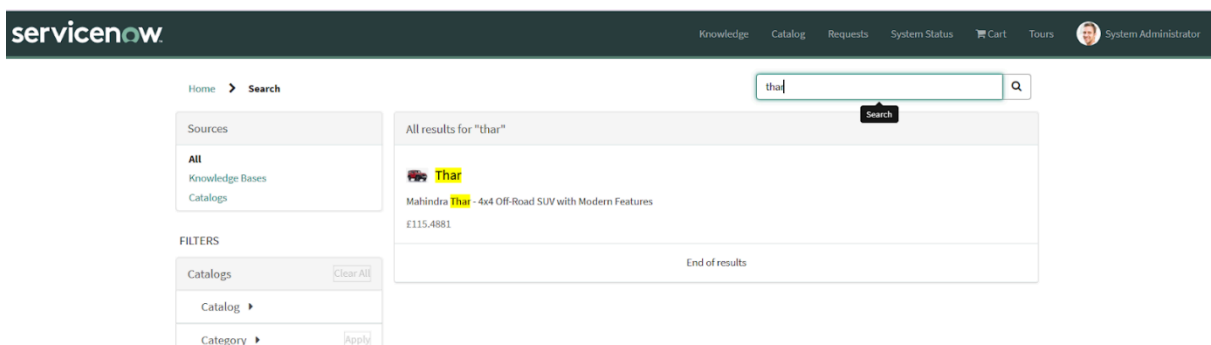 servicenow.
Knowledge Catalog Requests System Status Cart Tours System Administrator
Home > Search
thar
Search
Sources
All
Knowledge Bases
Catalogs
FILTERS
Catalogs Clear All
Catalog
Category Apply
All results for "thar"
Thar
Mahindra Thar - 4x4 Off-Road SUV with Modern Features
£115.4881
End of results